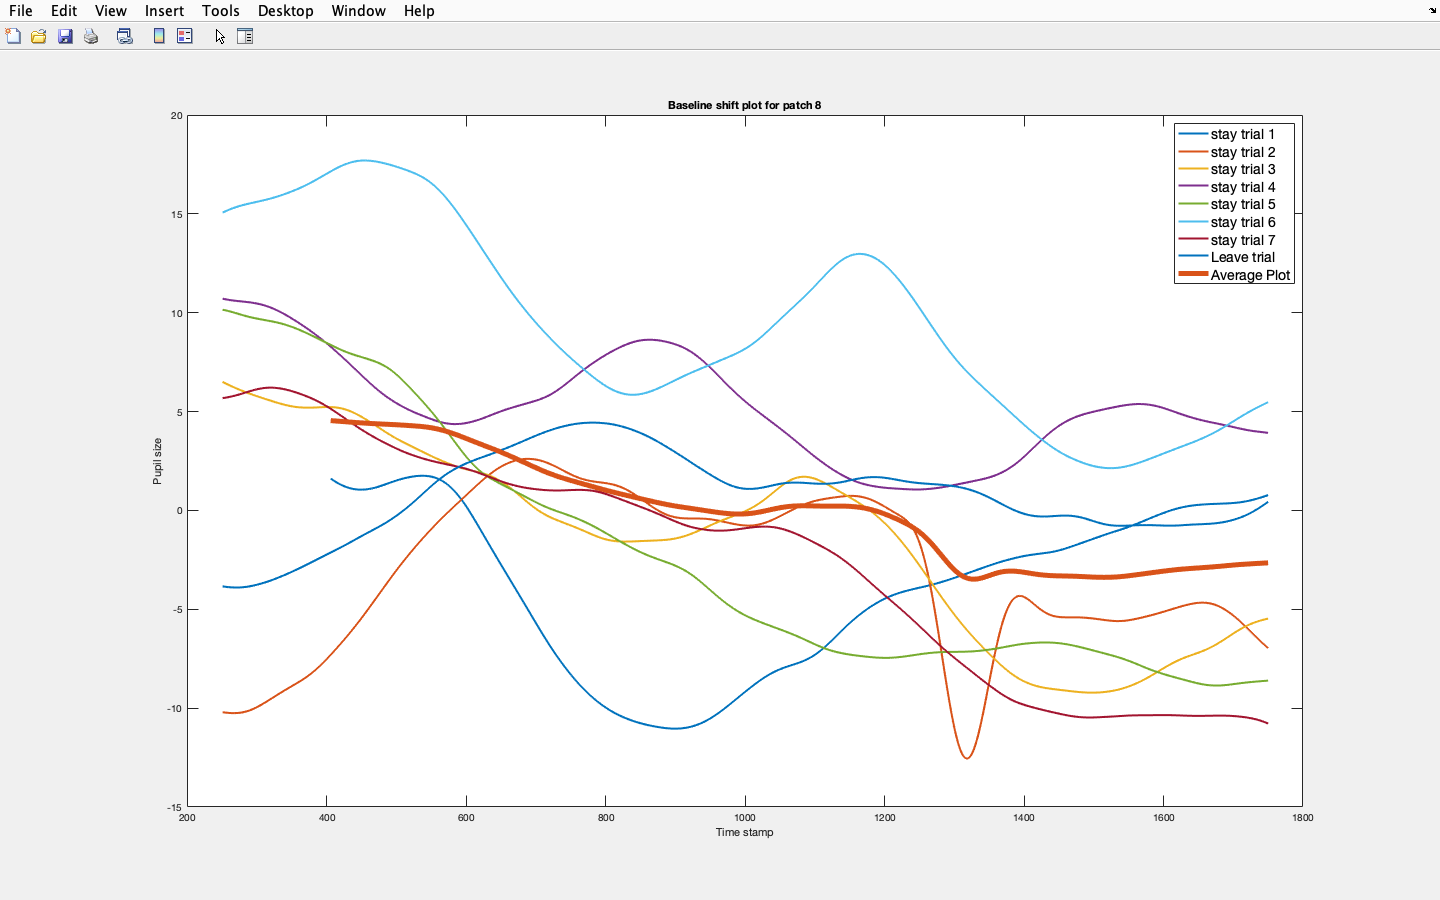 File Edit View Insert Tools Desktop Window Help
Baseline shift plot for patch 8
20
15
10
5
0
-5
-10
-15
Pupil size
200 400 600 800 1000 1200 1400 1600 1800
Time stamp
stay trial 1
stay trial 2
stay trial 3
stay trial 4
stay trial 5
stay trial 6
stay trial 7
Leave trial
Average Plot